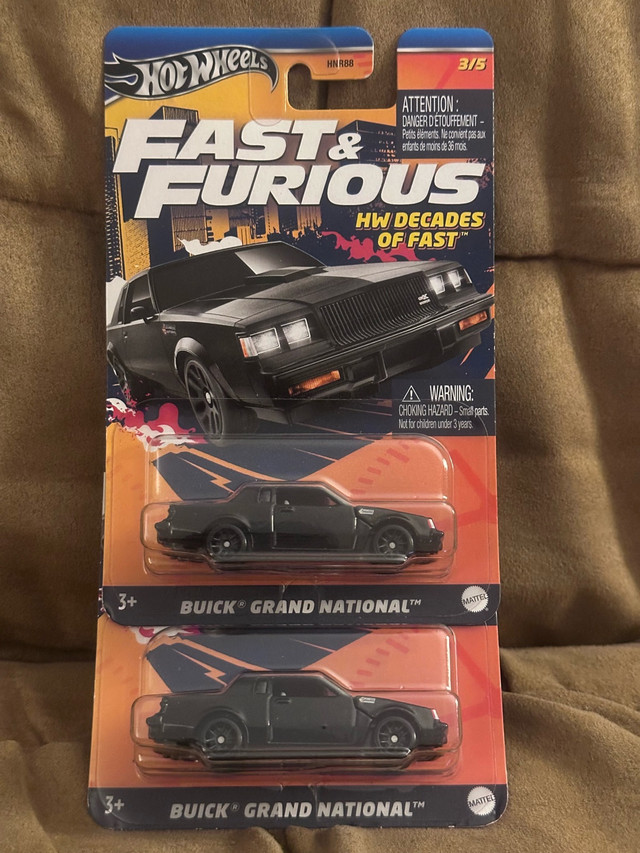 Hot Wheels
HNR88
3/5
ATTENTION :
DANGER D'ÉTOUFFEMENT –
Petits éléments. Ne convient pas aux
enfants de moins de 36 mois.
FAST &
FURIOUS
HW DECADES
OF FAST™
⚠ WARNING:
CHOKING HAZARD – Small parts.
Not for children under 3 years.
3+
BUICK® GRAND NATIONAL™
MATTEL
3+
BUICK® GRAND NATIONAL™
MATTEL